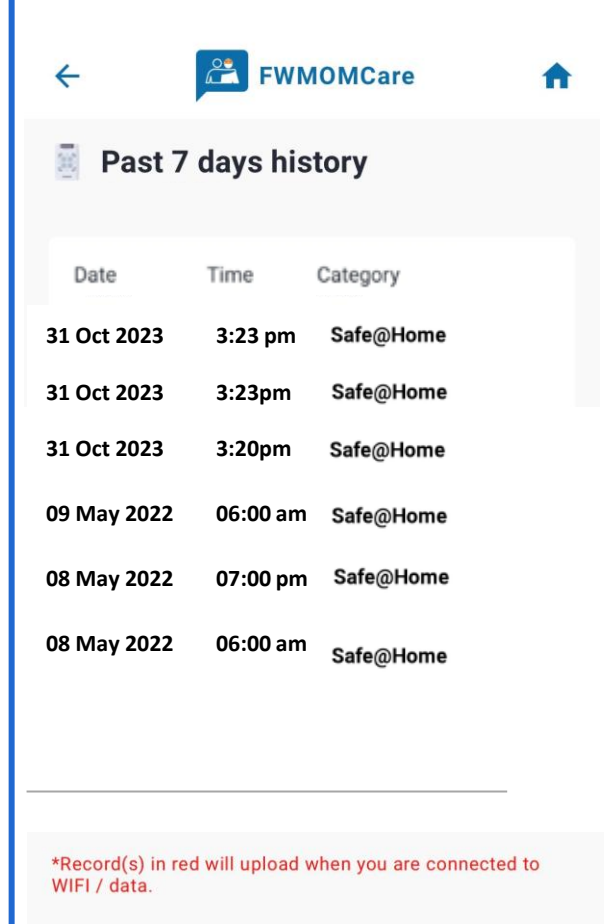 FWMOMCare
Past 7 days history
Date Time Category
31 Oct 2023 3:23 pm Safe@Home
31 Oct 2023 3:23pm Safe@Home
31 Oct 2023 3:20pm Safe@Home
09 May 2022 06:00 am Safe@Home
08 May 2022 07:00 pm Safe@Home
08 May 2022 06:00 am Safe@Home
*Record(s) in red will upload when you are connected to
WIFI / data.